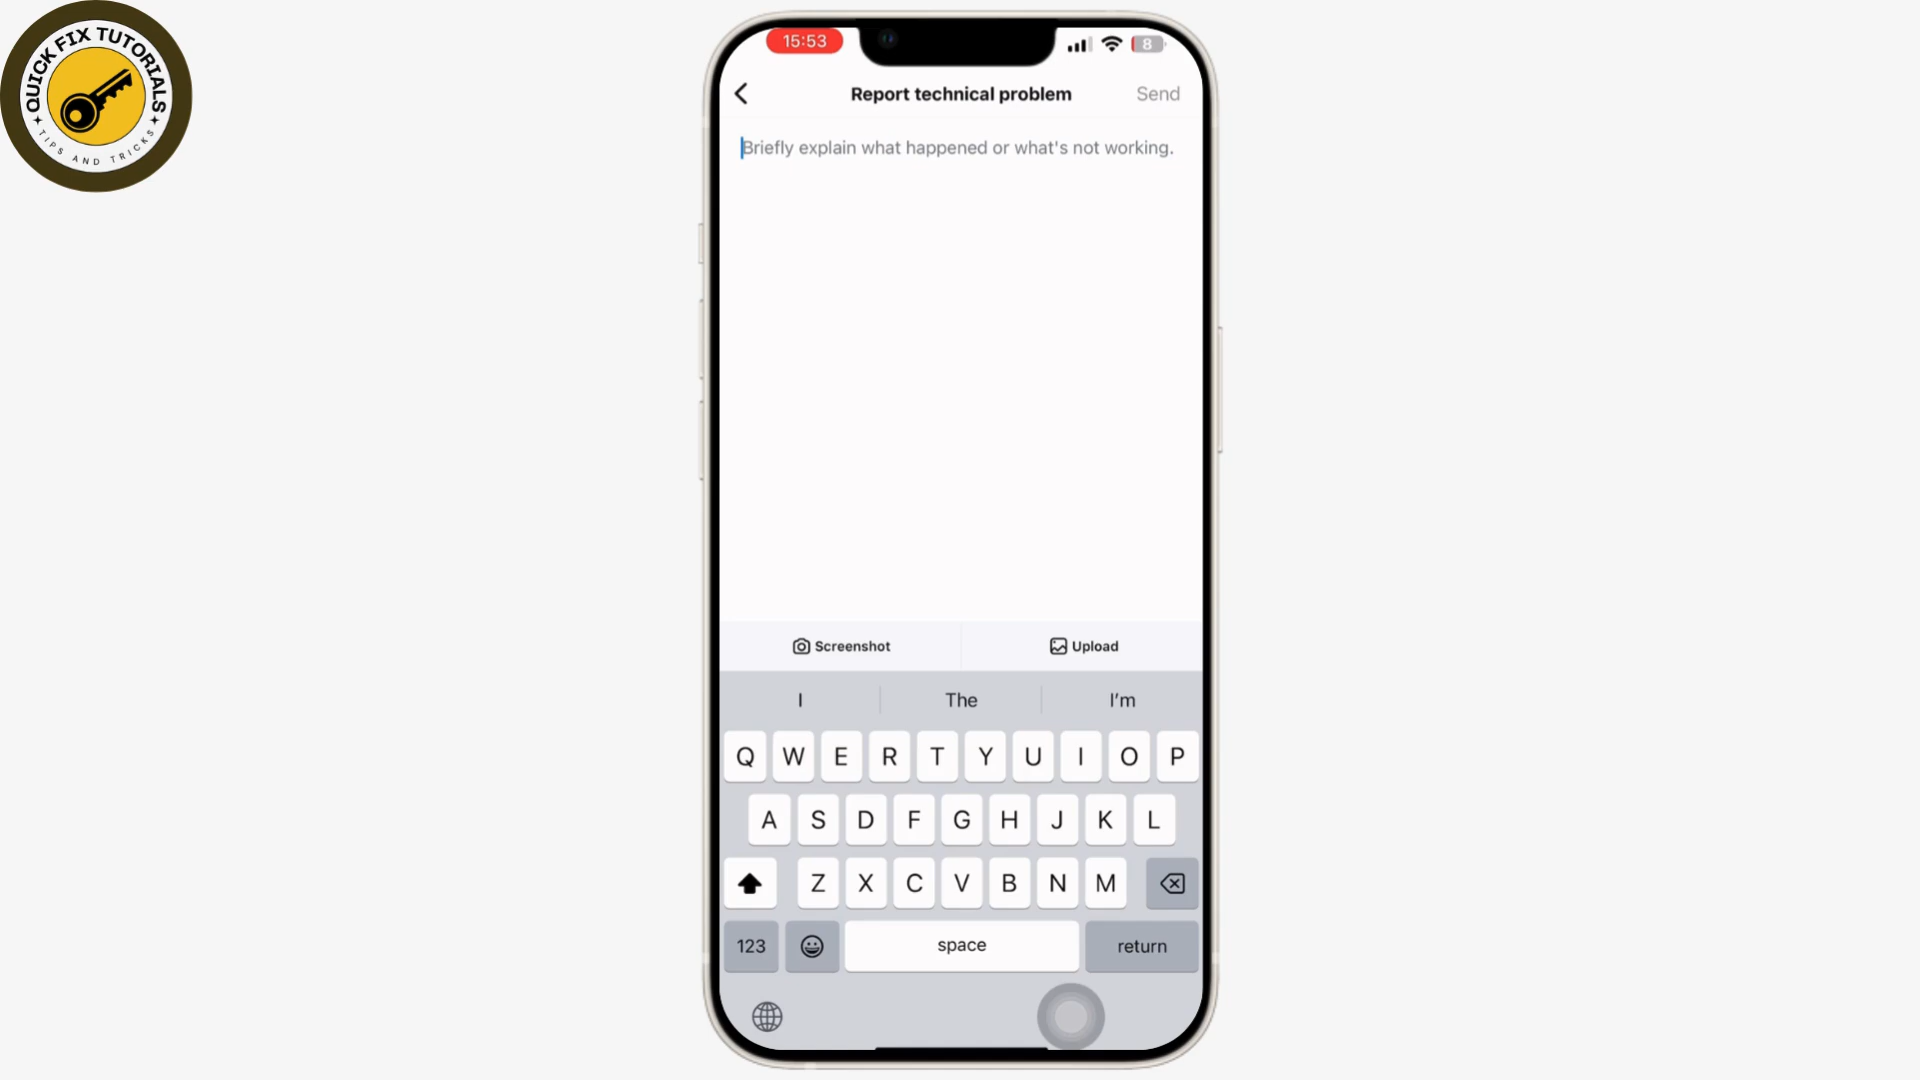 QUICK FIX TUTORIALS
TIPS AND TRICKS
15:53
8
Report technical problem
Send
Briefly explain what happened or what's not working.
Screenshot
Upload
I
The
I'm
Q W E R T Y U I O P
A S D F G H J K L
Z X C V B N M
123
space
return